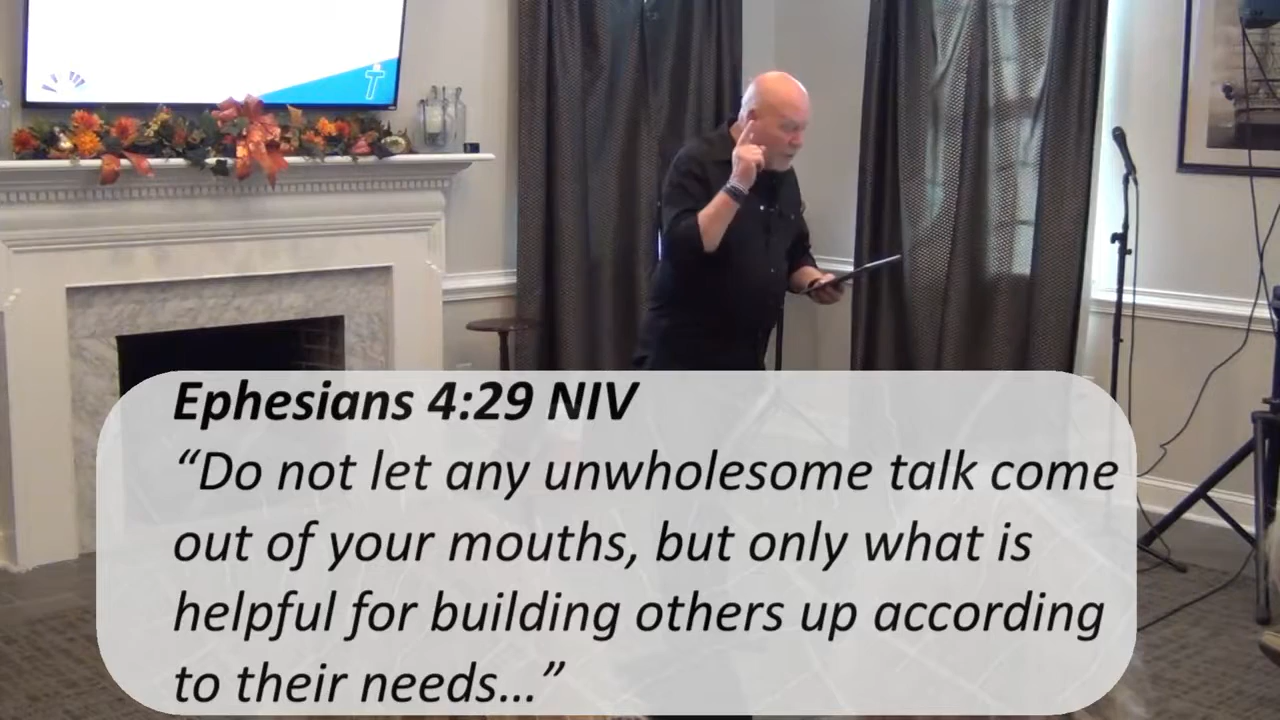 Ephesians 4:29 NIV
“Do not let any unwholesome talk come
out of your mouths, but only what is
helpful for building others up according
to their needs...”